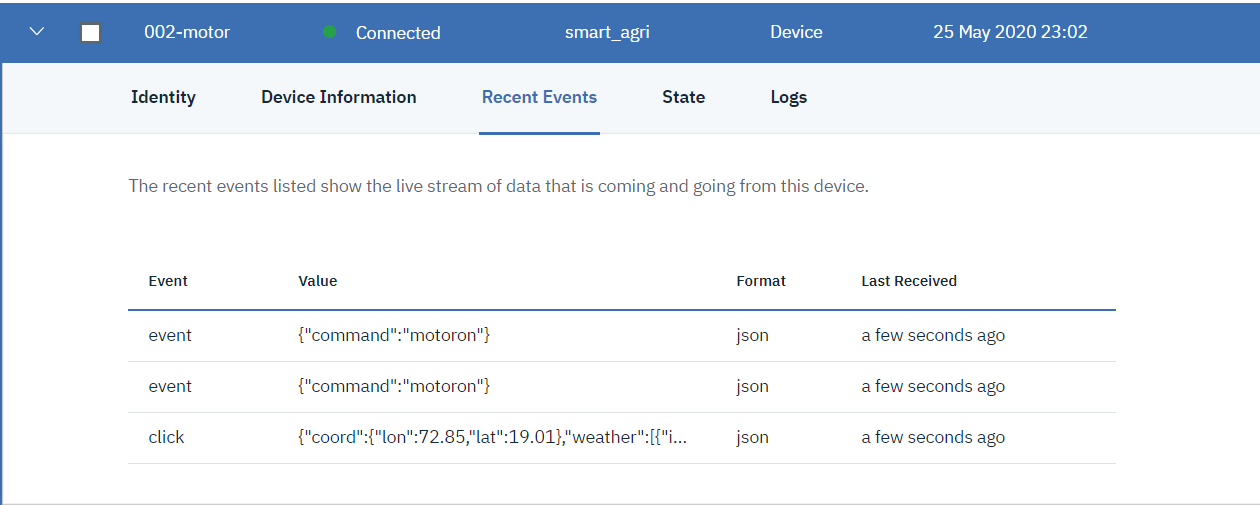 002-motor Connected smart_agri Device 25 May 2020 23:02
Identity Device Information Recent Events State Logs
The recent events listed show the live stream of data that is coming and going from this device.
Event Value Format Last Received
event {"command":"motoron"} json a few seconds ago
event {"command":"motoron"} json a few seconds ago
click {"coord":{"lon":72.85,"lat":19.01},"weather":[{"i... json a few seconds ago